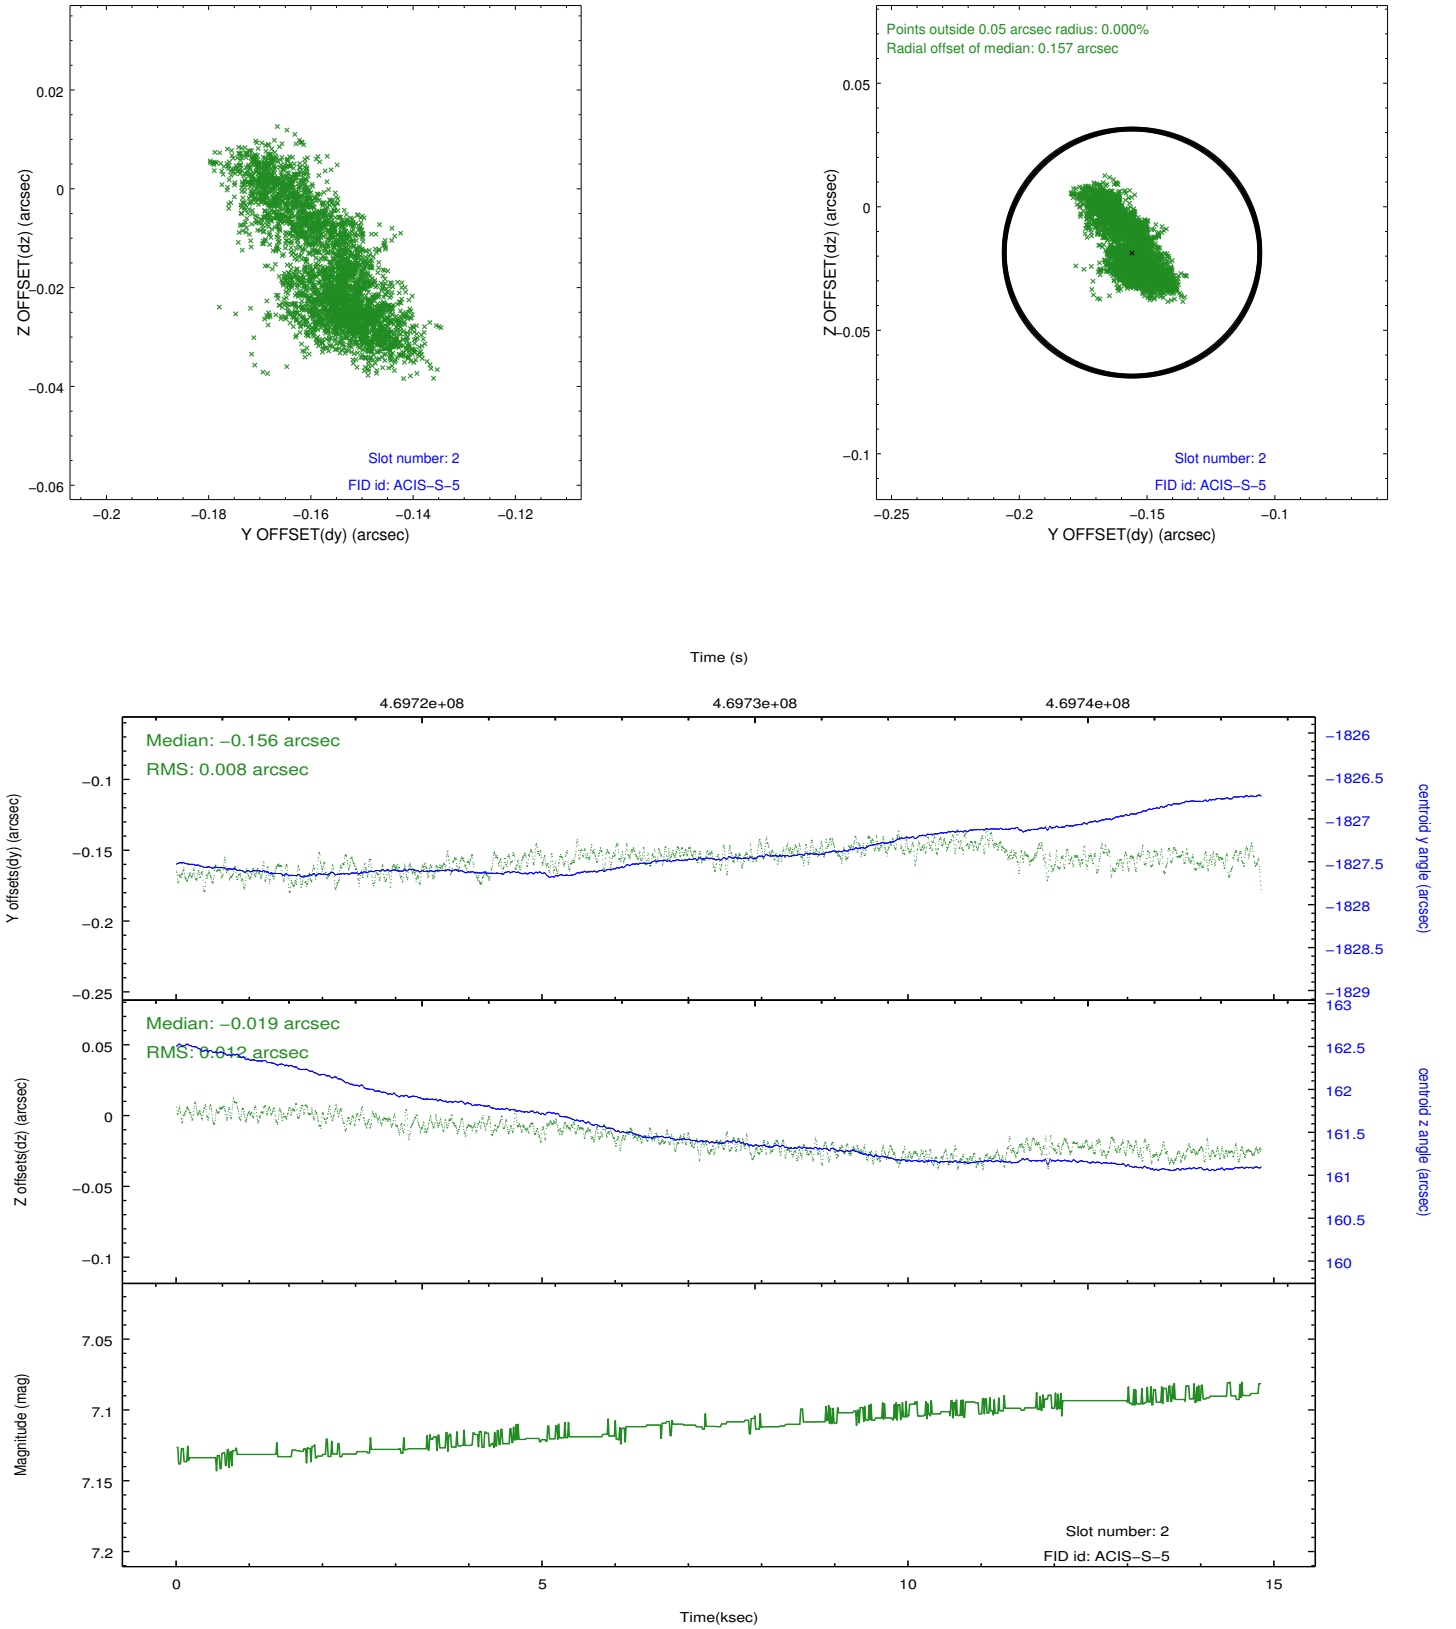 0.02
0
−0.02
−0.04
−0.06
Z OFFSET(dz) (arcsec)
Slot number: 2
FID id: ACIS−S−5
−0.2
−0.18
−0.16
−0.14
−0.12
Y OFFSET(dy) (arcsec)
Points outside 0.05 arcsec radius: 0.000%
Radial offset of median: 0.157 arcsec
0.05
0
−0.05
−0.1
Z OFFSET(dz) (arcsec)
Slot number: 2
FID id: ACIS−S−5
−0.25
−0.2
−0.15
−0.1
Y OFFSET(dy) (arcsec)
Time (s)
4.6972e+08
4.6973e+08
4.6974e+08
Median: −0.156 arcsec
RMS: 0.008 arcsec
−0.1
−0.15
−0.2
−0.25
Y offsets(dy) (arcsec)
−1826
−1826.5
−1827
−1827.5
−1828
−1828.5
−1829
centroid y angle (arcsec)
Median: −0.019 arcsec
RMS: 0.012 arcsec
0.05
0
−0.05
−0.1
Z offsets(dz) (arcsec)
163
162.5
162
161.5
161
160.5
160
centroid z angle (arcsec)
7.05
7.1
7.15
7.2
Magnitude (mag)
Slot number: 2
FID id: ACIS−S−5
0
5
10
15
Time(ksec)